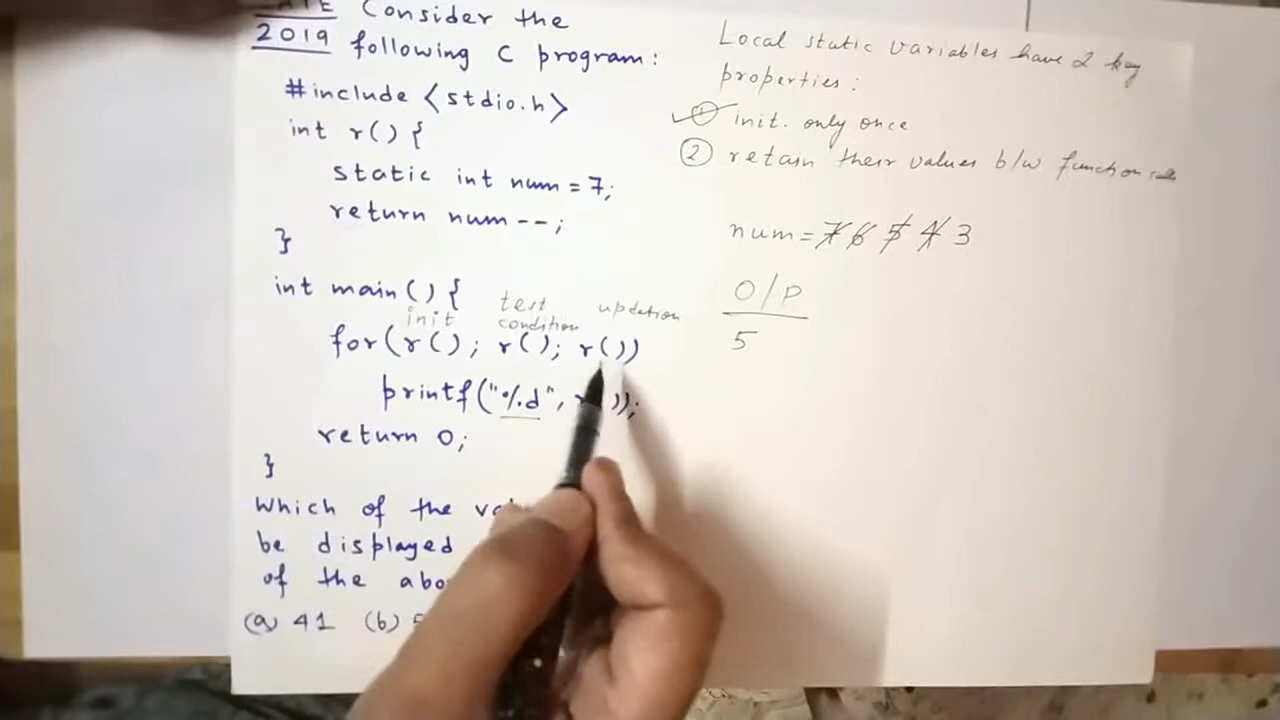 Consider the
2019 following C program:
#include <stdio.h>
int r() {
static int num = 7;
return num --;
}
int main() {
init test condition updation
for (r(); r(); r())
printf("%d",
return 0;
}
Which of the
be displayed
of the
(a) 41 (b)
Local static variables have 2 key
properties:
① init. only once
② retain their values b/w function
num = 7 6 5 4 3
O/P
5